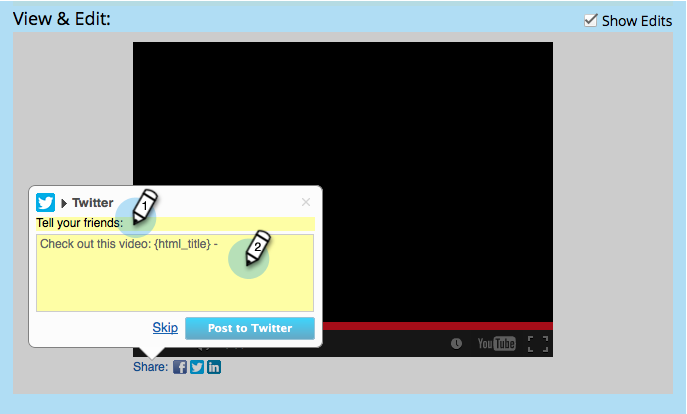 View & Edit:
Show Edits
Twitter
1
Tell your friends:
Check out this video: {html_title} -
2
Skip
Post to Twitter
YouTube
Share: